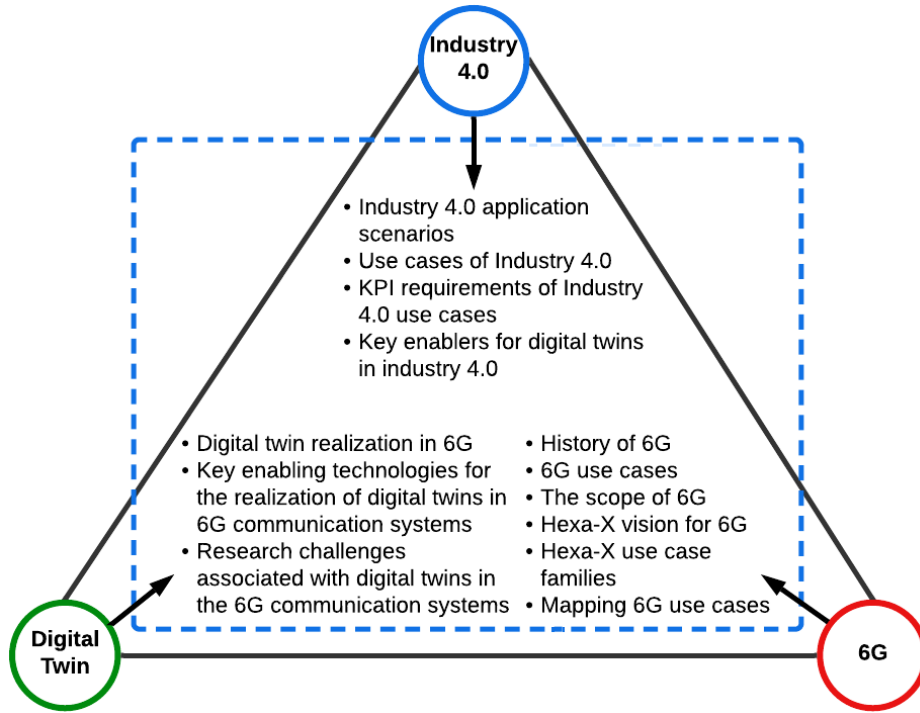 Industry
4.0
• Industry 4.0 application
scenarios
• Use cases of Industry 4.0
• KPI requirements of Industry
4.0 use cases
• Key enablers for digital twins
in industry 4.0
• Digital twin realization in 6G
• Key enabling technologies for
the realization of digital twins in
6G communication systems
• Research challenges
associated with digital twins in
the 6G communication systems
• History of 6G
• 6G use cases
• The scope of 6G
• Hexa-X vision for 6G
• Hexa-X use case
families
• Mapping 6G use cases
Digital
Twin
6G